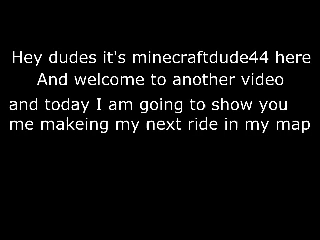 Hey dudes it's minecraftdude44 here
And welcome to another video
and today I am going to show you
me makeing my next ride in my map